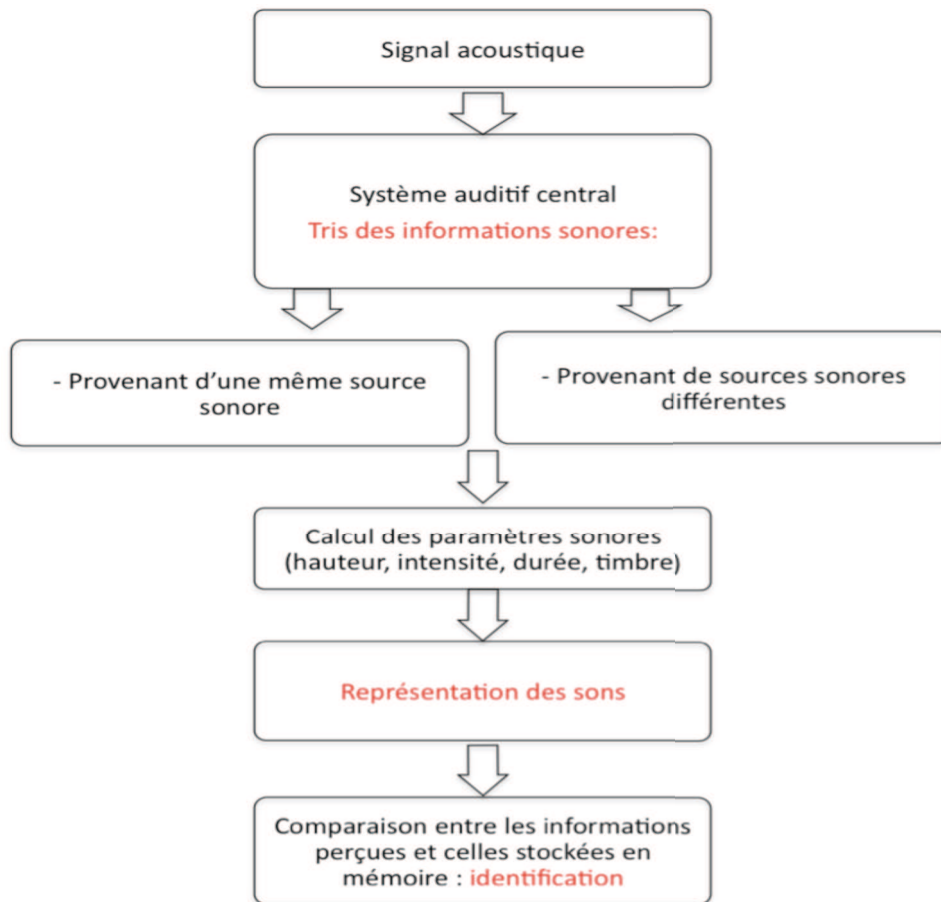 Signal acoustique
Système auditif central
Tris des informations sonores:
- Provenant d’une même source
sonore
- Provenant de sources sonores
différentes
Calcul des paramètres sonores
(hauteur, intensité, durée, timbre)
Représentation des sons
Comparaison entre les informations
perçues et celles stockées en
mémoire : identification